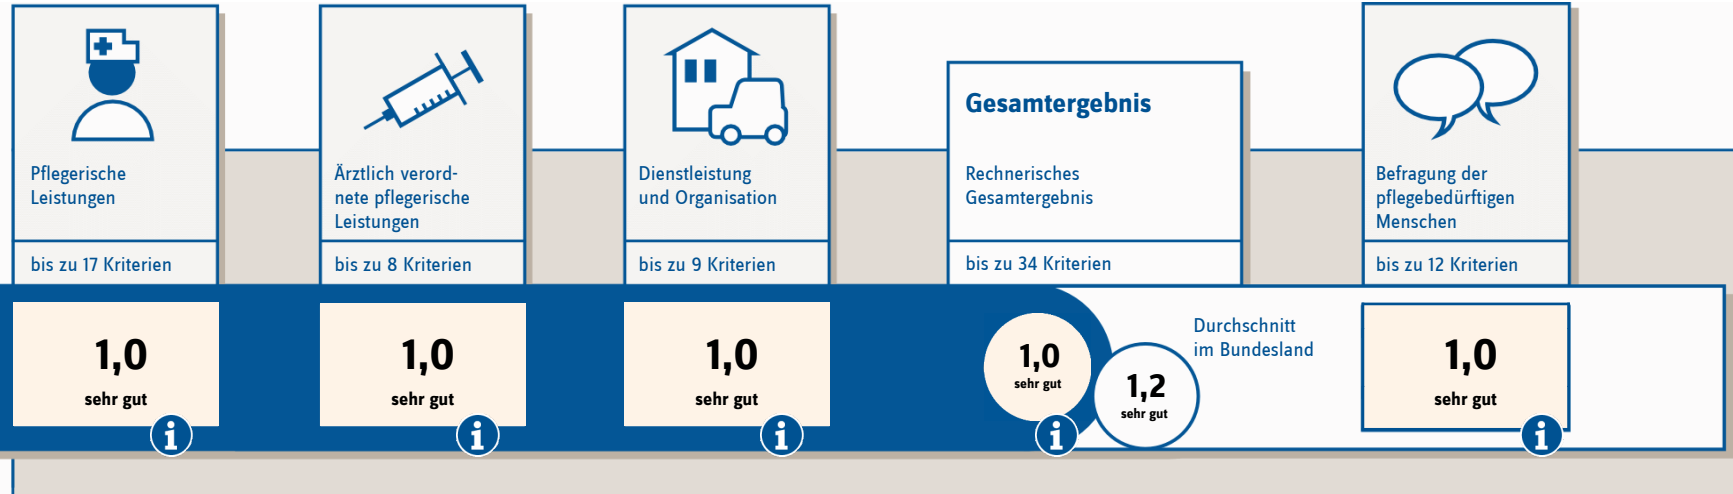 Pflegerische
Leistungen
bis zu 17 Kriterien
1,0
sehr gut
i
Ärztlich verord-
nete pflegerische
Leistungen
bis zu 8 Kriterien
1,0
sehr gut
i
Dienstleistung
und Organisation
bis zu 9 Kriterien
1,0
sehr gut
i
Gesamtergebnis
Rechnerisches
Gesamtergebnis
bis zu 34 Kriterien
1,0
sehr gut
i
Durchschnitt
im Bundesland
1,2
sehr gut
Befragung der
pflegebedürftigen
Menschen
bis zu 12 Kriterien
1,0
sehr gut
i